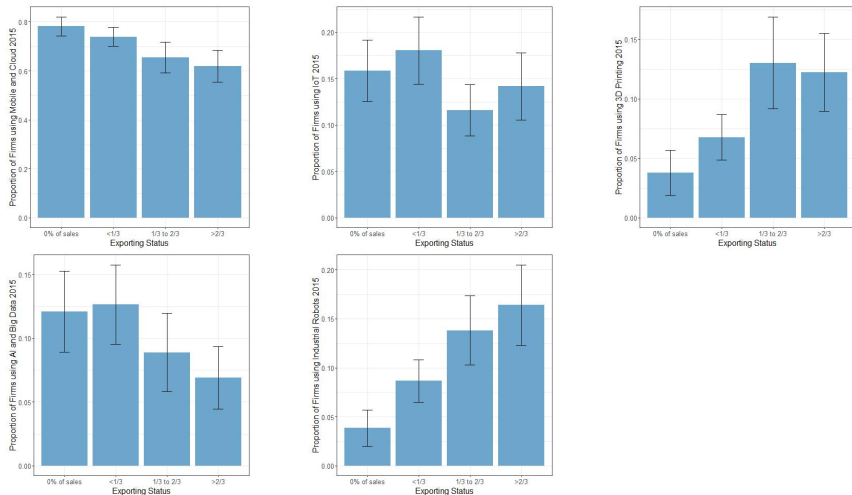 Proportion of Firms using Mobile and Cloud 2015
0.8
0.6
0.4
0.2
0.0
0% of sales <1/3 1/3 to 2/3 >2/3
Exporting Status
Proportion of Firms using IoT 2015
0.20
0.15
0.10
0.05
0.00
0% of sales <1/3 1/3 to 2/3 >2/3
Exporting Status
Proportion of Firms using 3D Printing 2015
0.15
0.10
0.05
0.00
0% of sales <1/3 1/3 to 2/3 >2/3
Exporting Status
Proportion of Firms using AI and Big Data 2015
0.15
0.10
0.05
0.00
0% of sales <1/3 1/3 to 2/3 >2/3
Exporting Status
Proportion of Firms using Industrial Robots 2015
0.20
0.15
0.10
0.05
0.00
0% of sales <1/3 1/3 to 2/3 >2/3
Exporting Status